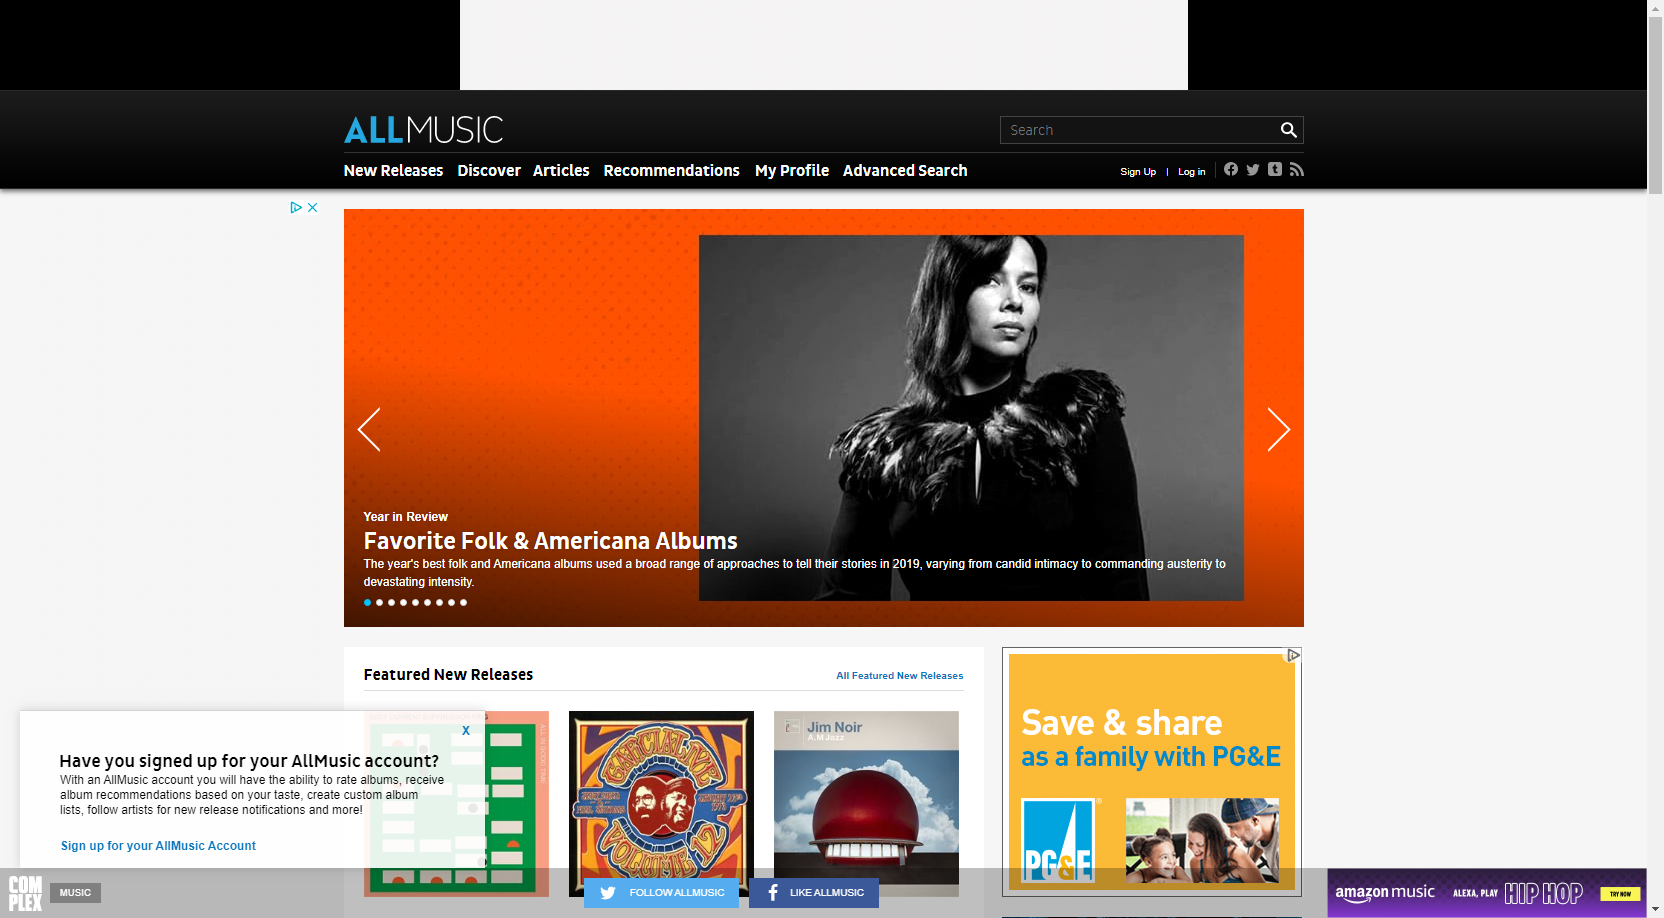 ALLMUSIC
Search
New Releases Discover Articles Recommendations My Profile Advanced Search
Sign Up | Log in
Year in Review
Favorite Folk & Americana Albums
The year's best folk and Americana albums used a broad range of approaches to tell their stories in 2019, varying from candid intimacy to commanding austerity to
devastating intensity.
Featured New Releases
All Featured New Releases
X
Have you signed up for your AllMusic account?
With an AllMusic account you will have the ability to rate albums, receive
album recommendations based on your taste, create custom album
lists, follow artists for new release notifications and more!
Sign up for your AllMusic Account
GARCIALIVE
VOLUME 12
Jim Noir
A.M Jazz
Save & share
as a family with PG&E
PG&E
COM
PLEX
MUSIC
FOLLOW ALLMUSIC
LIKE ALLMUSIC
amazon music
ALEXA, PLAY
HIP HOP
TRY NOW